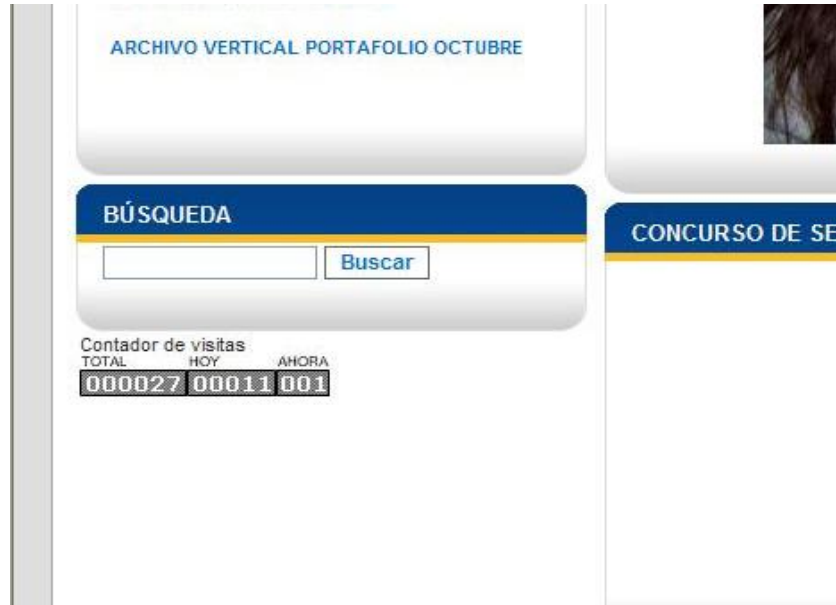 ARCHIVO VERTICAL PORTAFOLIO OCTUBRE
BÚSQUEDA
Buscar
Contador de visitas
TOTAL HOY AHORA
000027 00011 001
CONCURSO DE SE